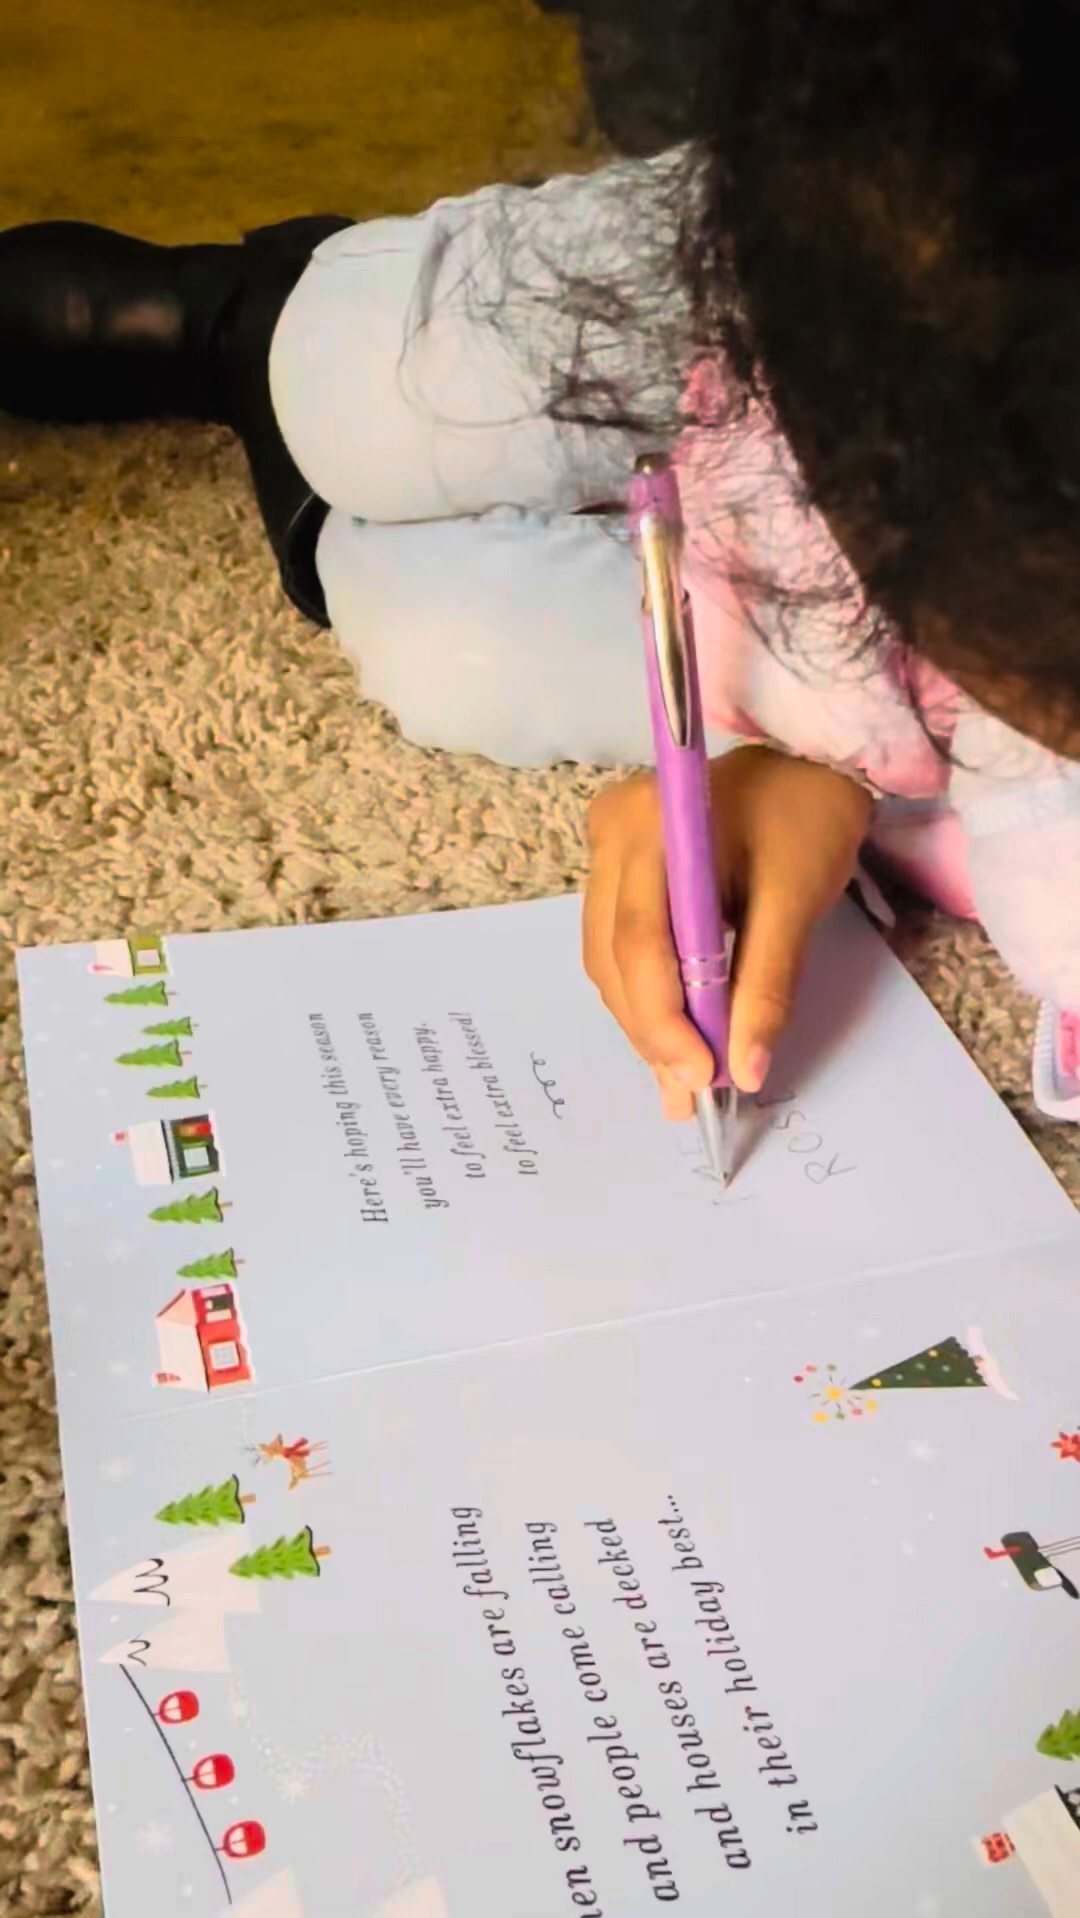 en snowflakes are falling
and people come calling
and houses are decked
in their holiday best...
Here's hoping this season
you'll have every reason
to feel extra happy,
to feel extra blessed!
ROSE